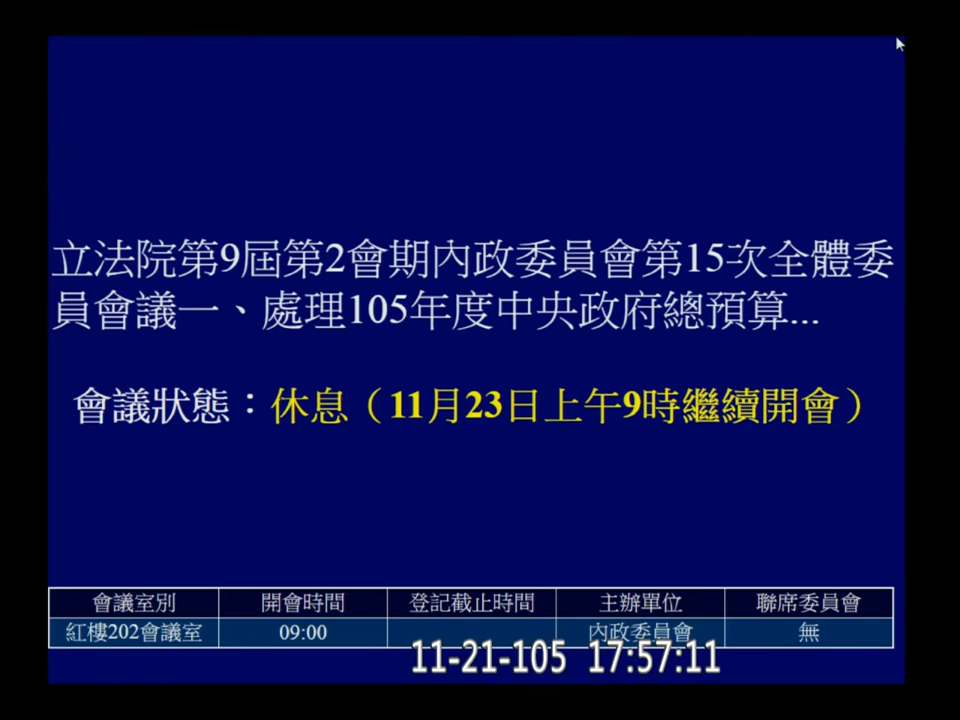 立法院第9屆第2會期內政委員會第15次全體委
員會議一、處理105年度中央政府總預算...
會議狀態：休息（11月23日上午9時繼續開會）
會議室別 開會時間 登記截止時間 主辦單位 聯席委員會
紅樓202會議室 09:00 內政委員會 無
11-21-105 17:57:11